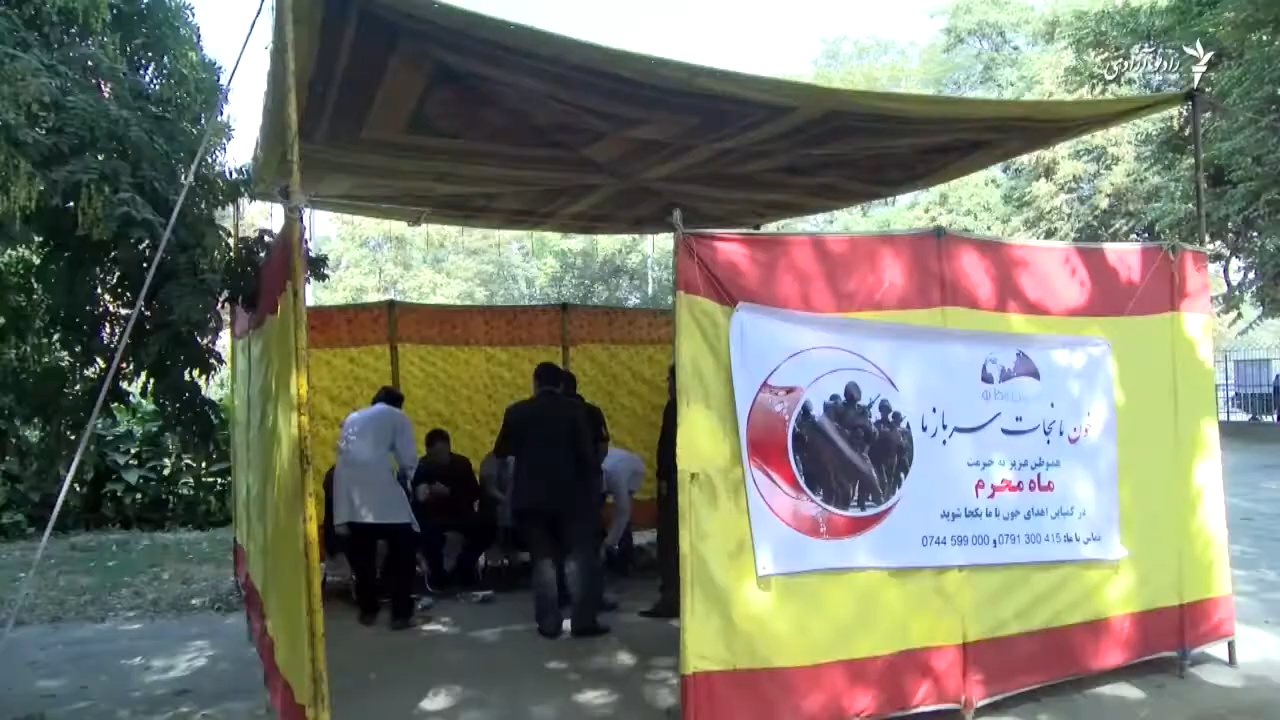 رادیو آزادی
خون ما نجات سرباز ما
هموطن عزیز به حرمت
ماه محرم
در کمپاین اهدای خون با ما یکجا شوید
تماس با ما: 0791 300 415 و 0744 599 000